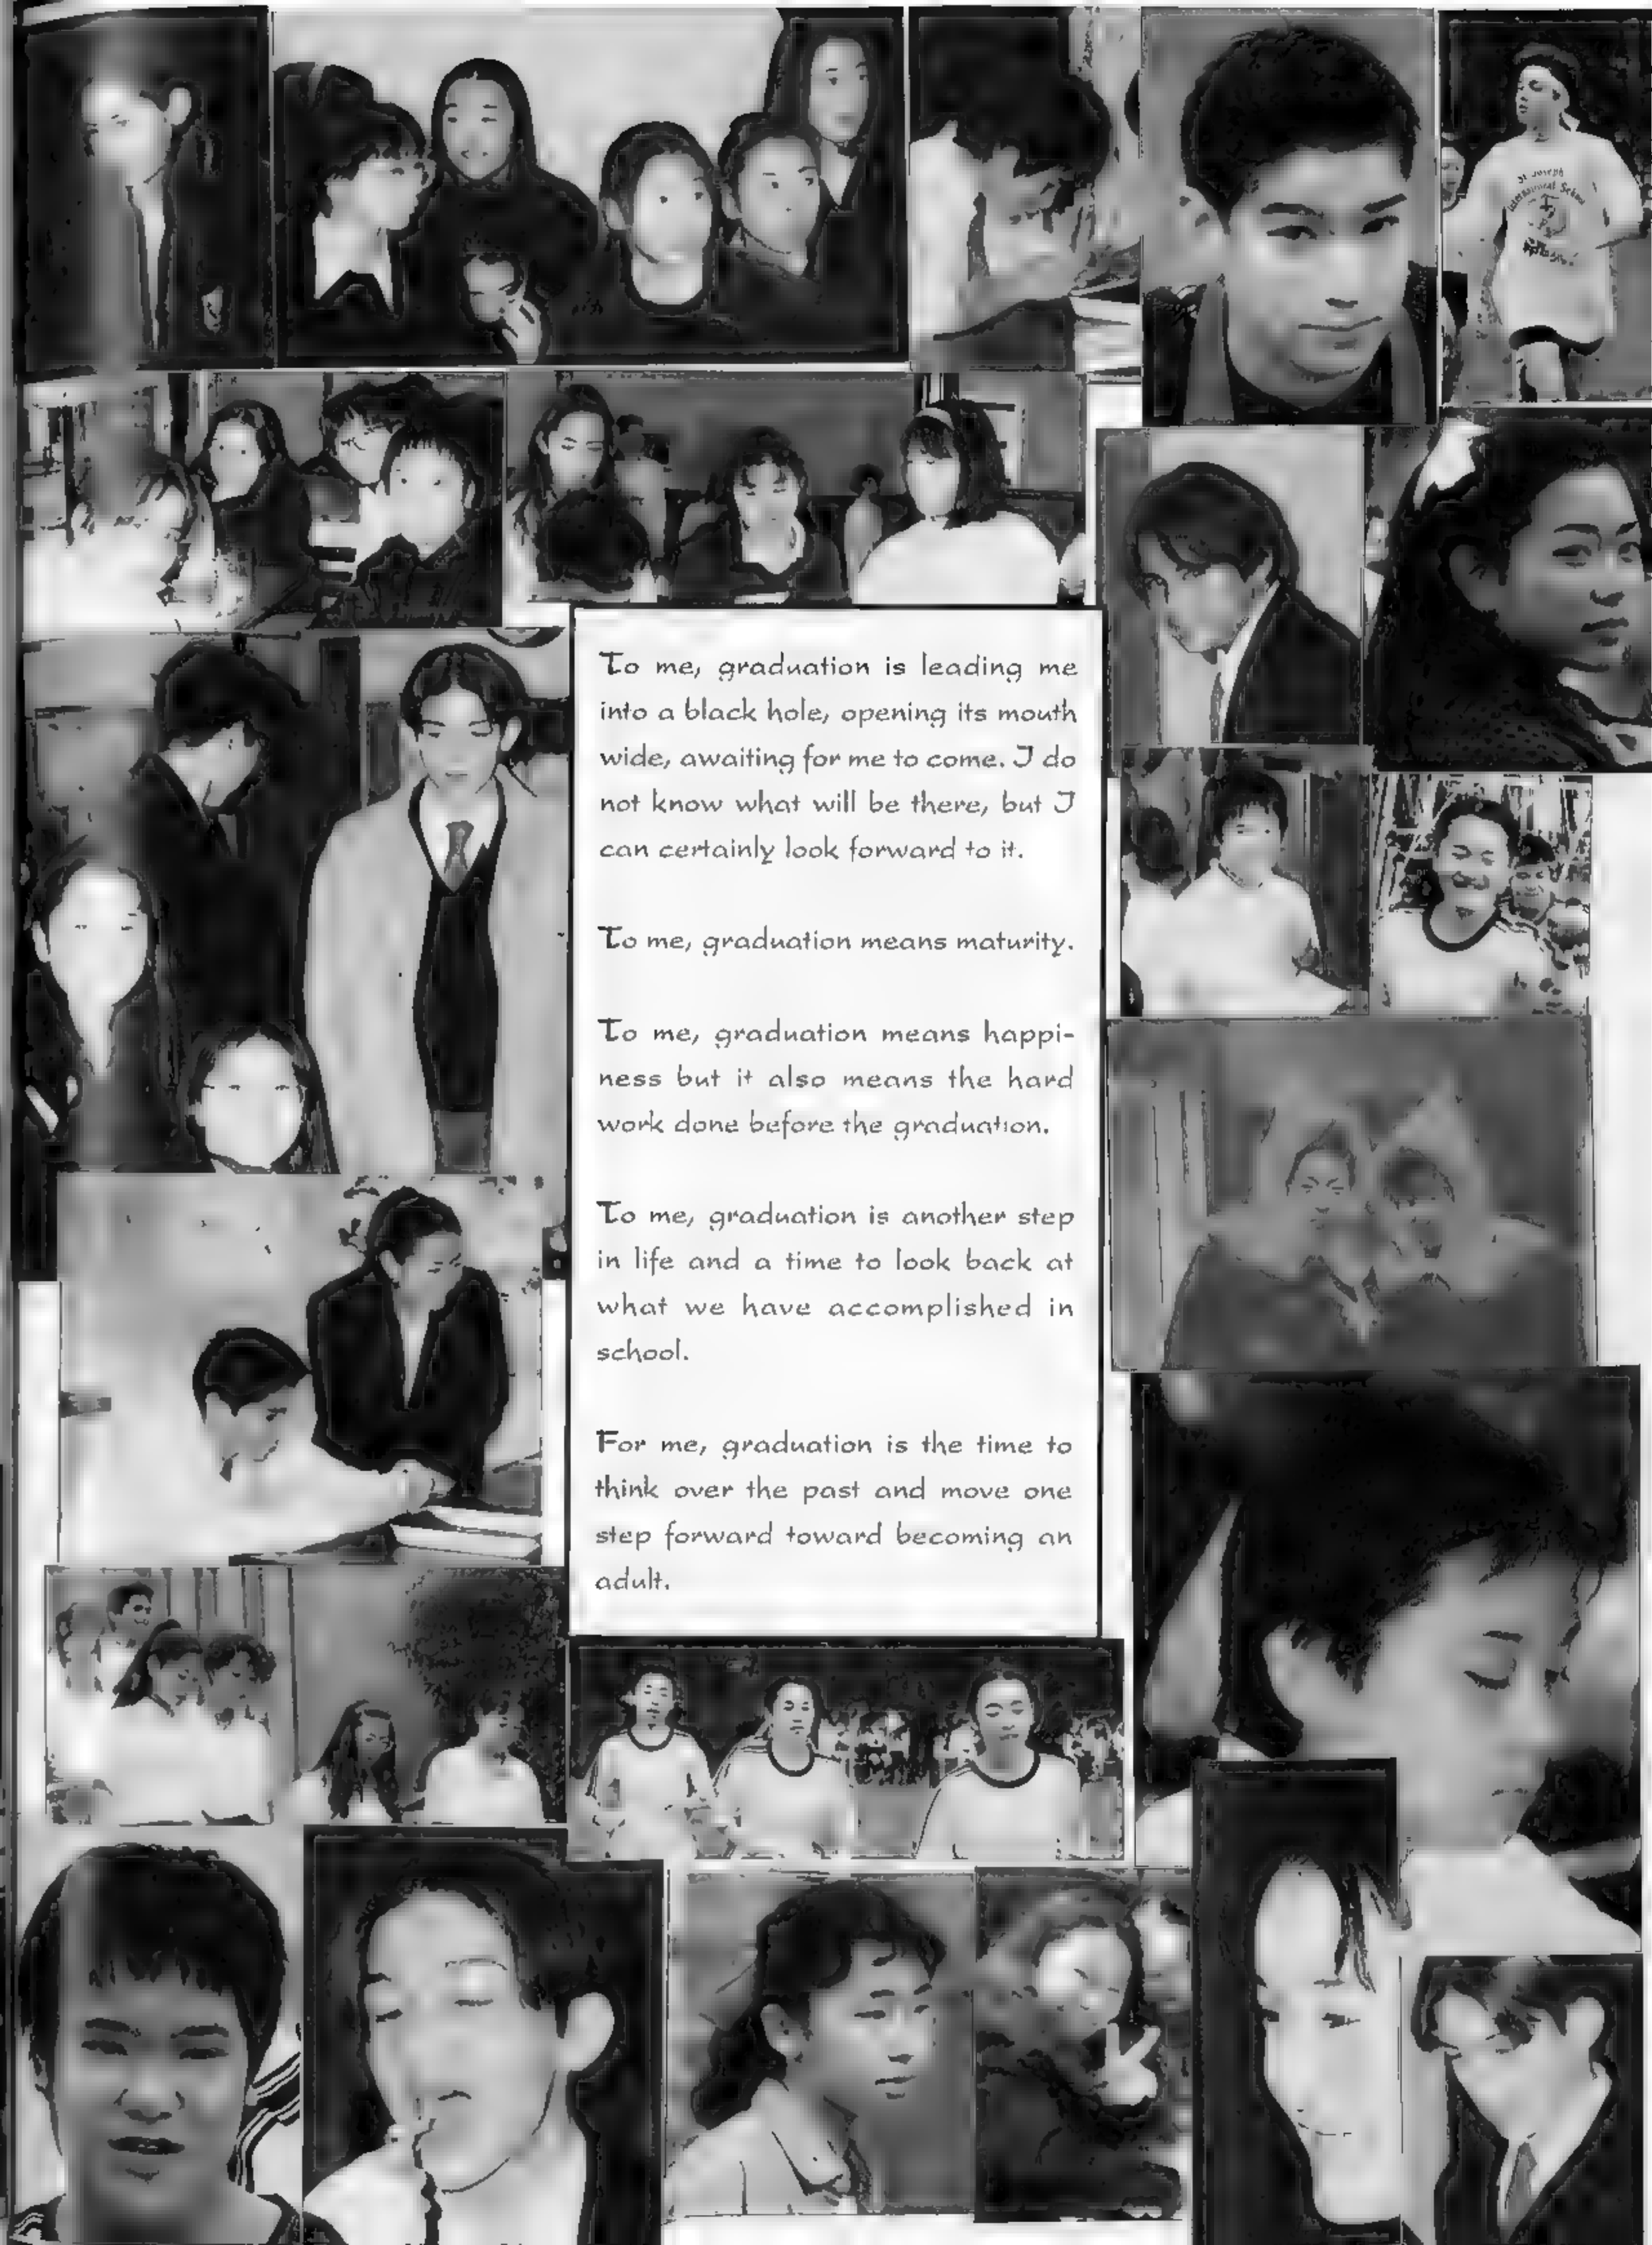 St Joseph
International School
To me, graduation is leading me
into a black hole, opening its mouth
wide, awaiting for me to come. I do
not know what will be there, but I
can certainly look forward to it.
To me, graduation means maturity.
To me, graduation means happi-
ness but it also means the hard
work done before the graduation.
To me, graduation is another step
in life and a time to look back at
what we have accomplished in
school.
For me, graduation is the time to
think over the past and move one
step forward toward becoming an
adult.